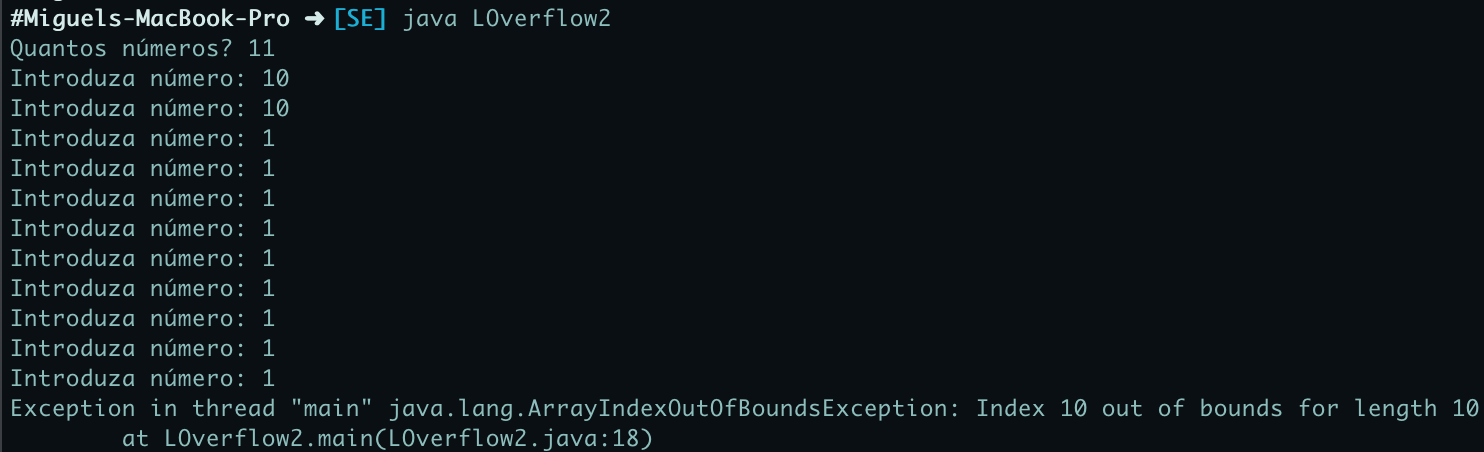 #Miguels-MacBook-Pro ➜ [SE] java LOverflow2
Quantos números? 11
Introduza número: 10
Introduza número: 10
Introduza número: 1
Introduza número: 1
Introduza número: 1
Introduza número: 1
Introduza número: 1
Introduza número: 1
Introduza número: 1
Introduza número: 1
Introduza número: 1
Exception in thread "main" java.lang.ArrayIndexOutOfBoundsException: Index 10 out of bounds for length 10
at LOverflow2.main(LOverflow2.java:18)